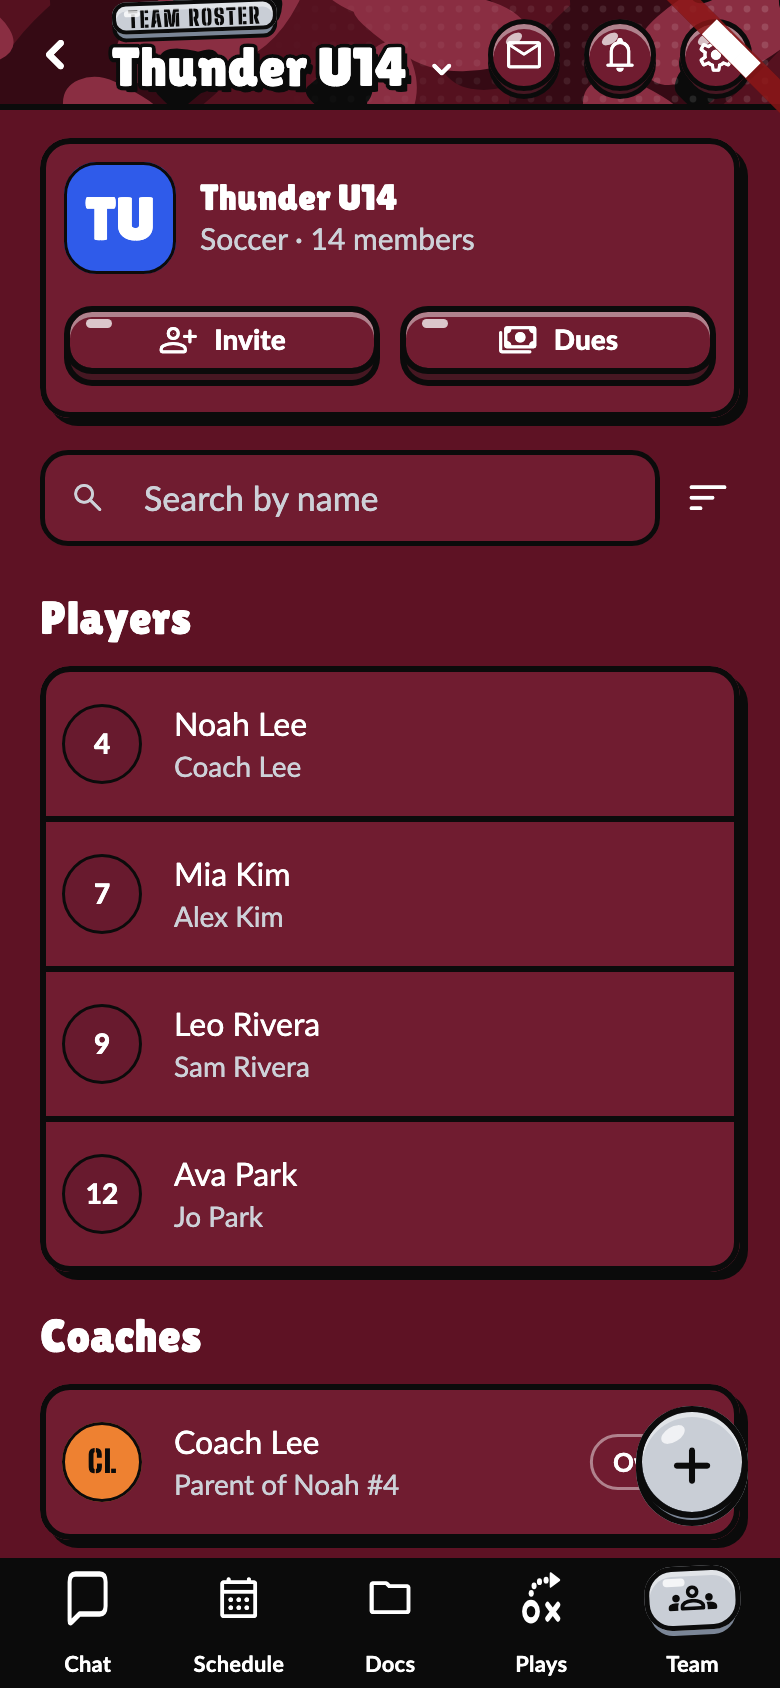 TEAM ROSTER
Thunder U14
TU
Thunder U14
Soccer · 14 members
Invite
Dues
Search by name
Players
4
Noah Lee
Coach Lee
7
Mia Kim
Alex Kim
9
Leo Rivera
Sam Rivera
12
Ava Park
Jo Park
Coaches
CL
Coach Lee
Parent of Noah #4
Chat
Schedule
Docs
Plays
Team